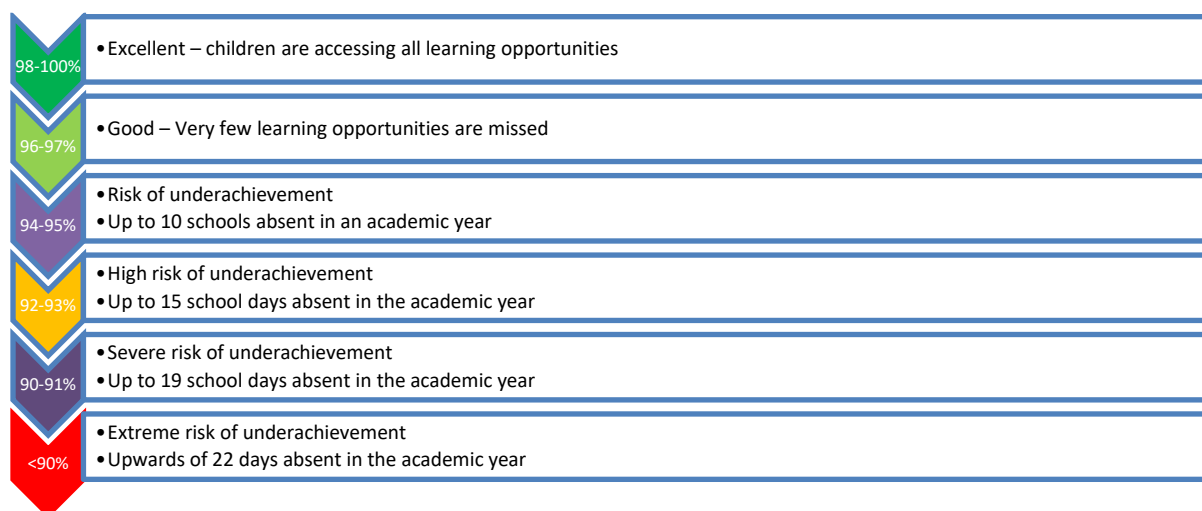 98-100%
•Excellent – children are accessing all learning opportunities
96-97%
•Good – Very few learning opportunities are missed
94-95%
•Risk of underachievement
•Up to 10 schools absent in an academic year
92-93%
•High risk of underachievement
•Up to 15 school days absent in the academic year
90-91%
•Severe risk of underachievement
•Up to 19 school days absent in the academic year
<90%
•Extreme risk of underachievement
•Upwards of 22 days absent in the academic year